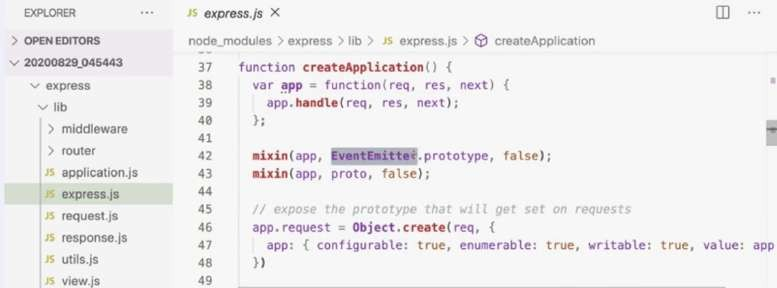 EXPLORER ···
OPEN EDITORS
20200829_045443
express
lib
middleware
router
JS application.js
JS express.js
JS request.js
JS response.js
JS utils.js
JS view.js
JS express.js ×
node_modules > express > lib > JS express.js > createApplication
37 function createApplication() {
38 var app = function(req, res, next) {
39 app.handle(req, res, next);
40 };
41
42 mixin(app, EventEmitter.prototype, false);
43 mixin(app, proto, false);
44
45 // expose the prototype that will get set on requests
46 app.request = Object.create(req, {
47 app: { configurable: true, enumerable: true, writable: true, value: app
48 })
49